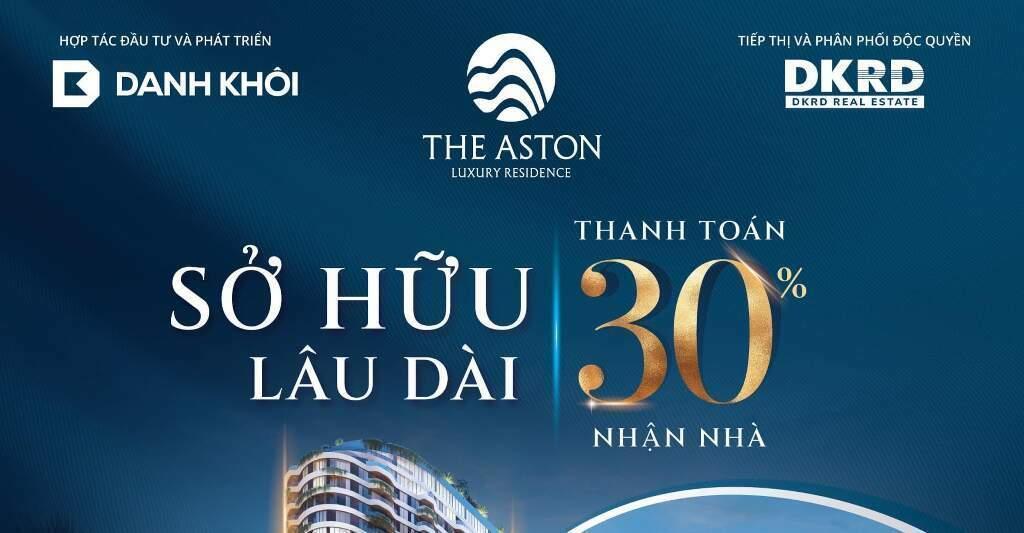 HỢP TÁC ĐẦU TƯ VÀ PHÁT TRIỂN
DANH KHÔI
THE ASTON
LUXURY RESIDENCE
TIẾP THỊ VÀ PHÂN PHỐI ĐỘC QUYỀN
DKRD
DKRD REAL ESTATE
SỞ HỮU
LÂU DÀI
THANH TOÁN
30%
NHẬN NHÀ